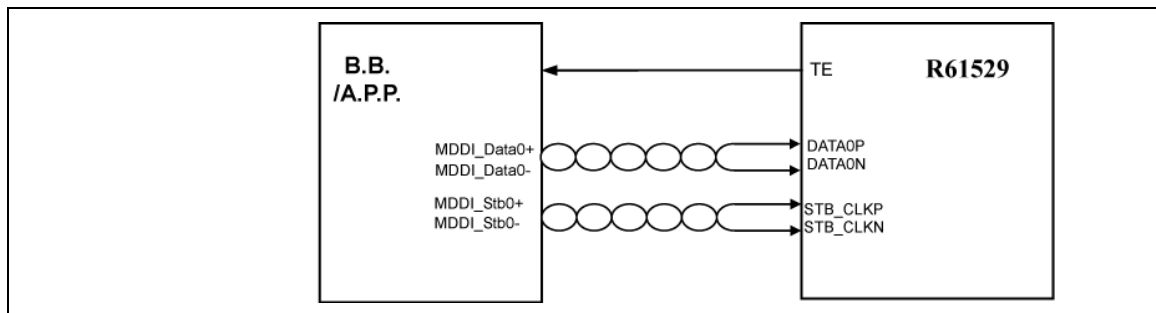 B.B.
/A.P.P.
TE
R61529
MDDI_Data0+
MDDI_Data0-
MDDI_Stb0+
MDDI_Stb0-
DATA0P
DATA0N
STB_CLKP
STB_CLKN